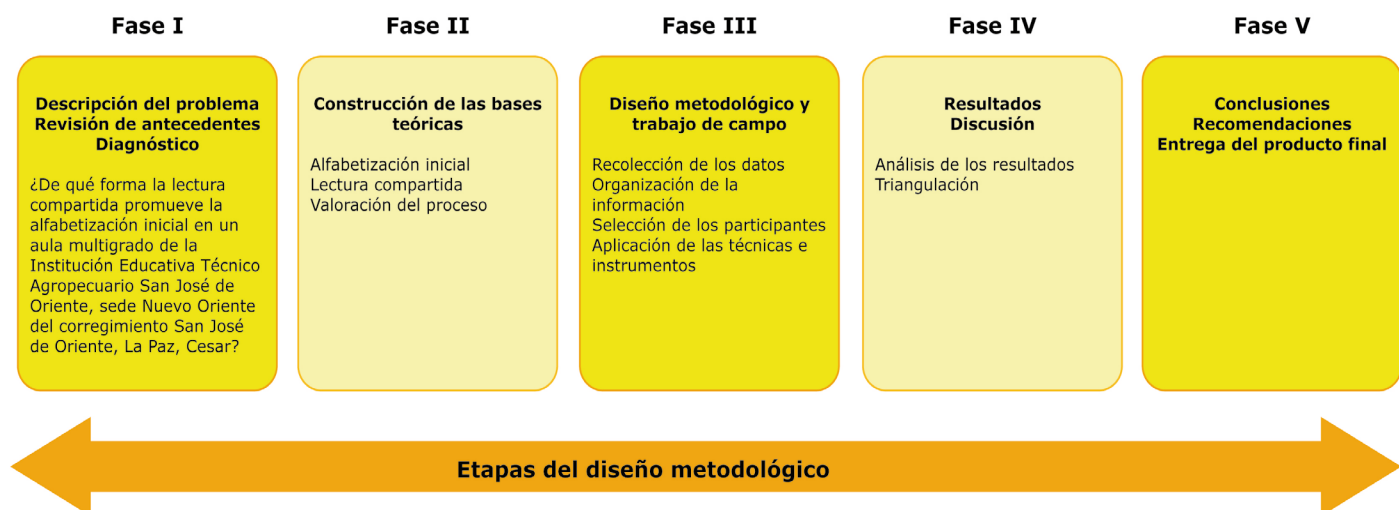 Fase I
Descripción del problema
Revisión de antecedentes
Diagnóstico
¿De qué forma la lectura
compartida promueve la
alfabetización inicial en un
aula multigrado de la
Institución Educativa Técnico
Agropecuario San José de
Oriente, sede Nuevo Oriente
del corregimiento San José
de Oriente, La Paz, Cesar?
Fase II
Construcción de las bases
teóricas
Alfabetización inicial
Lectura compartida
Valoración del proceso
Fase III
Diseño metodológico y
trabajo de campo
Recolección de los datos
Organización de la
información
Selección de los participantes
Aplicación de las técnicas e
instrumentos
Fase IV
Resultados
Discusión
Análisis de los resultados
Triangulación
Fase V
Conclusiones
Recomendaciones
Entrega del producto final
Etapas del diseño metodológico